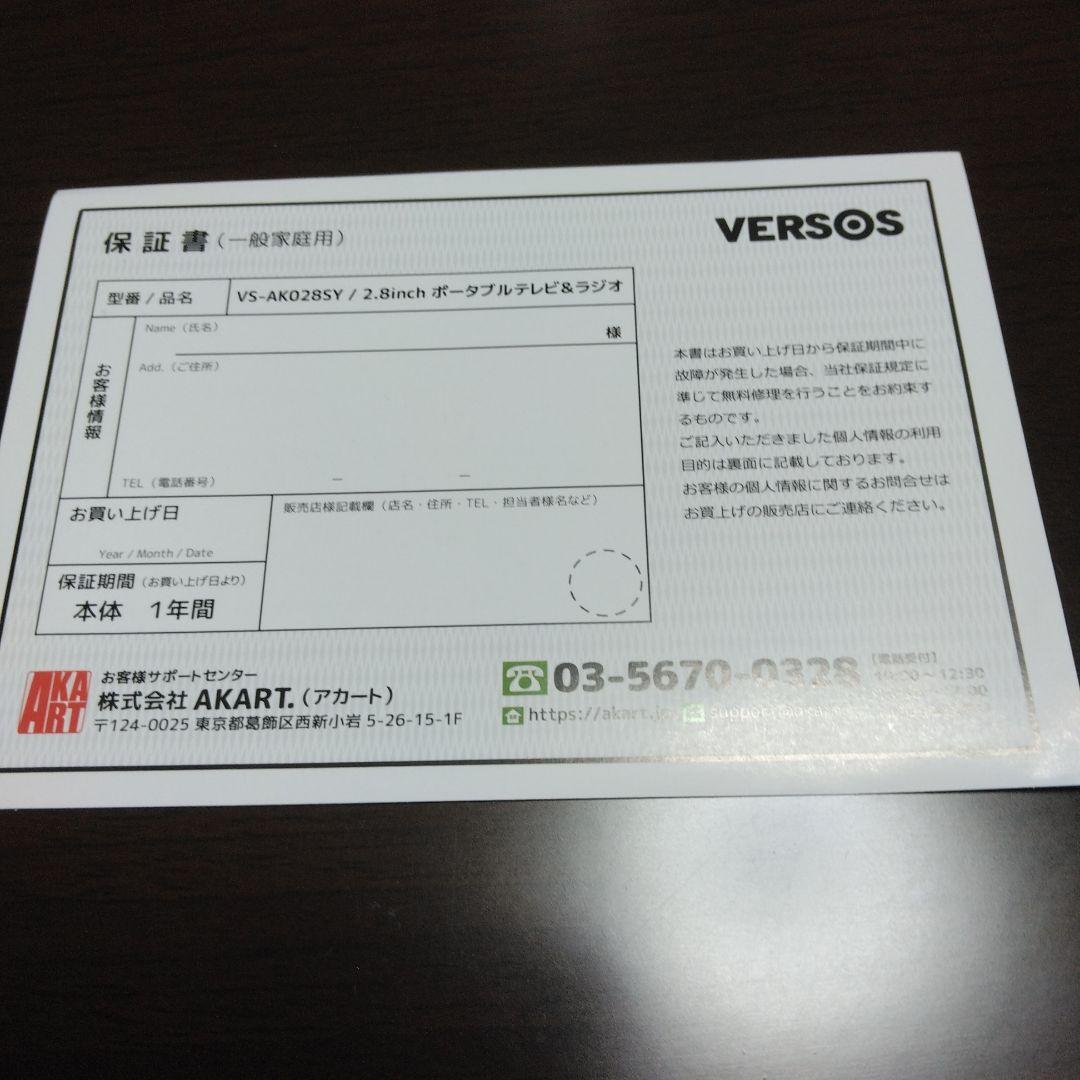 保証書(一般家庭用)
VERSOS
型番 / 品名
VS-AK028SY / 2.8inch ポータブルテレビ&ラジオ
お客様情報
Name(氏名)
様
Add.(ご住所)
TEL(電話番号) － －
お買い上げ日
Year / Month / Date
保証期間(お買い上げ日より)
本体 1年間
販売店様記載欄(店名・住所・TEL・担当者様名など)
本書はお買い上げ日から保証期間中に
故障が発生した場合、当社保証規定に
準じて無料修理を行うことをお約束す
るものです。
ご記入いただきました個人情報の利用
目的は裏面に記載しております。
お客様の個人情報に関するお問合せは
お買上げの販売店にご連絡ください。
AKA
ART
お客様サポートセンター
株式会社 AKART.(アカート)
〒124-0025 東京都葛飾区西新小岩 5-26-15-1F
03-5670-0328
【電話受付】
～12:30
https://akart.jp